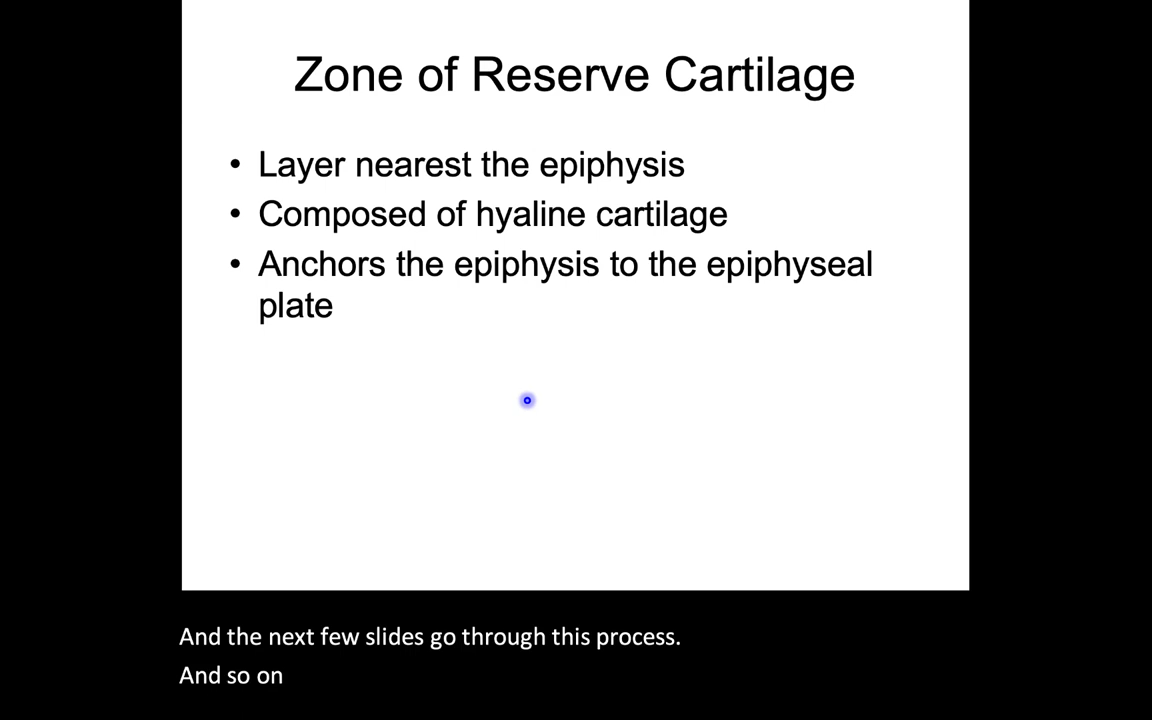 Zone of Reserve Cartilage
• Layer nearest the epiphysis
• Composed of hyaline cartilage
• Anchors the epiphysis to the epiphyseal
plate
And the next few slides go through this process.
And so on